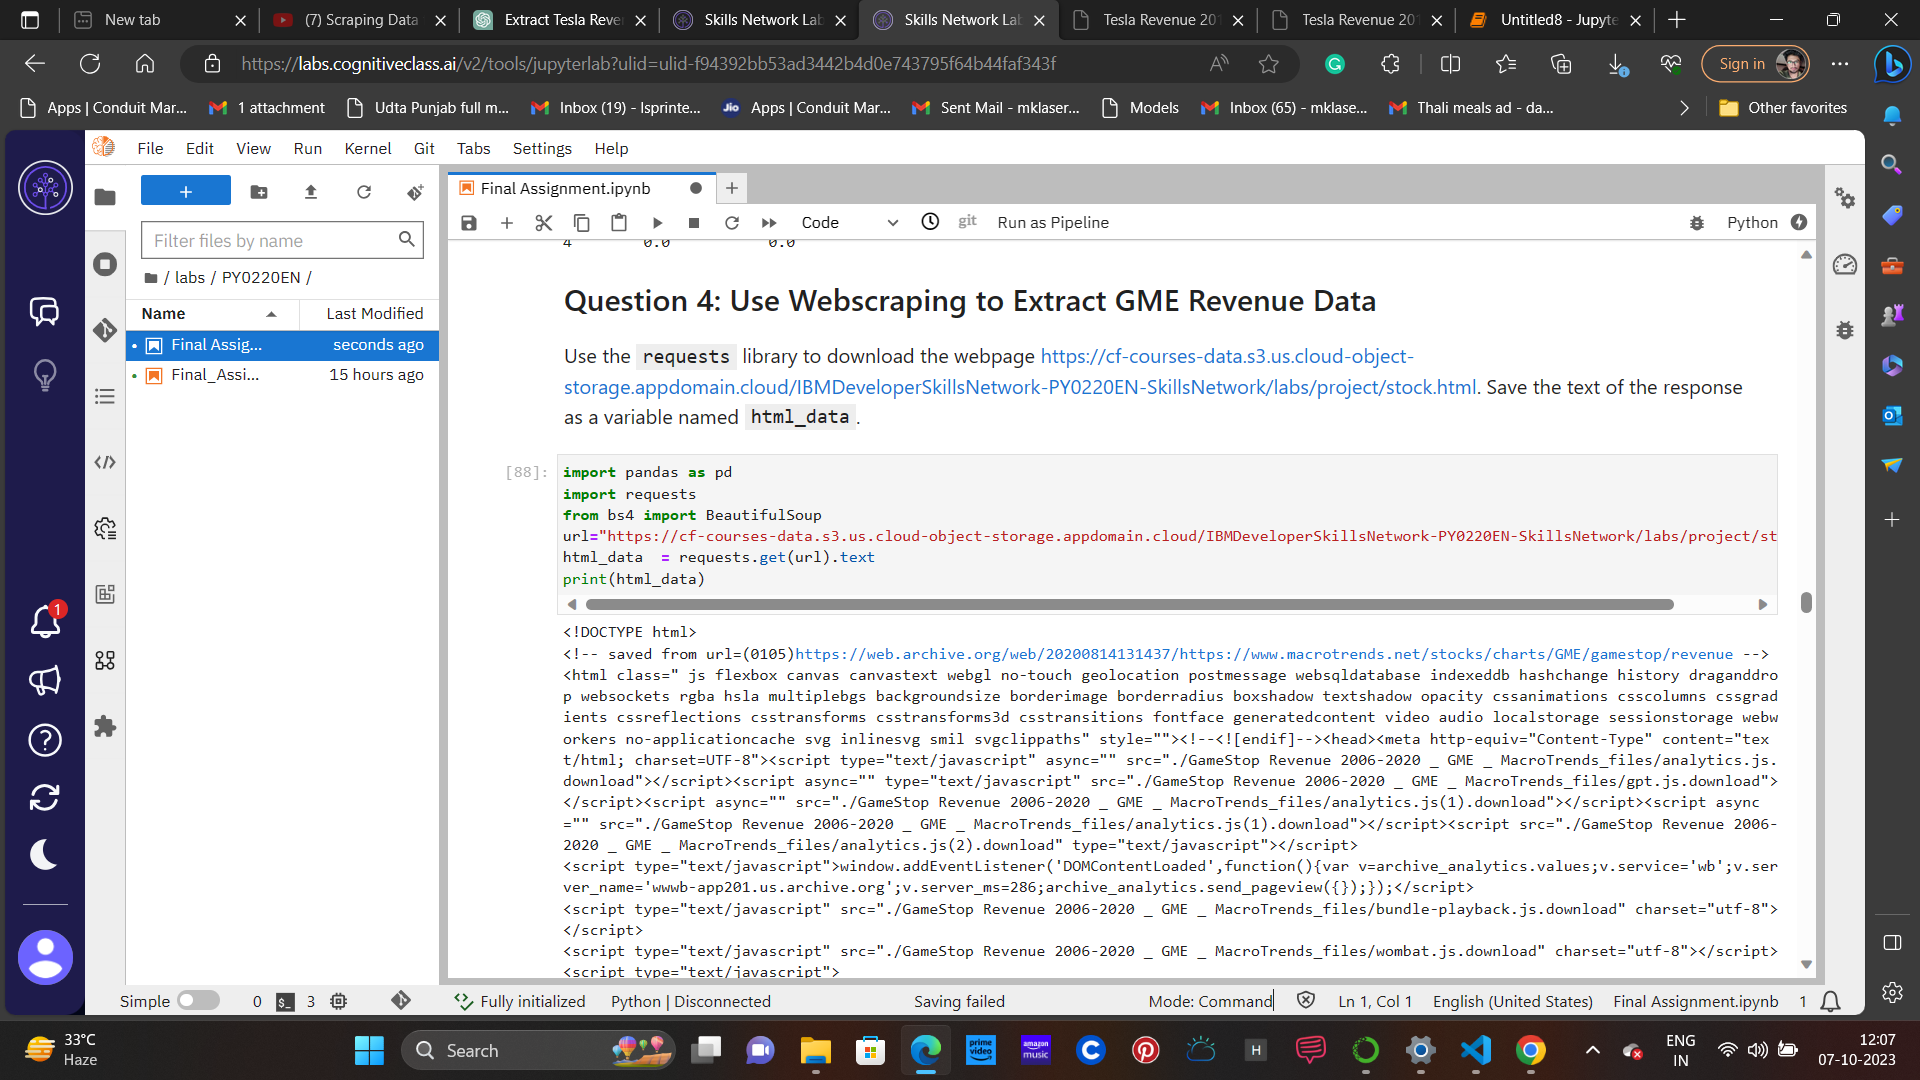 New tab
(7) Scraping Data
Extract Tesla Reve
Skills Network Lab
Skills Network Lab
Tesla Revenue 201
Tesla Revenue 201
Untitled8 - Jupyte
https://labs.cognitiveclass.ai/v2/tools/jupyterlab?ulid=ulid-f94392bb53ad3442b4d0e743795f64b44faf343f
Sign in
Apps | Conduit Mar...
1 attachment
Udta Punjab full m...
Inbox (19) - lsprinte...
Jio
Apps | Conduit Mar...
Sent Mail - mklaser...
Models
Inbox (65) - mklase...
Thali meals ad - da...
Other favorites
File Edit View Run Kernel Git Tabs Settings Help
Filter files by name
/ labs / PY0220EN /
Name Last Modified
Final Assig... seconds ago
Final_Assi... 15 hours ago
1
Final Assignment.ipynb
Code
git
Run as Pipeline
Python
4 0.0 0.0
Question 4: Use Webscraping to Extract GME Revenue Data
Use the requests library to download the webpage https://cf-courses-data.s3.us.cloud-object-
storage.appdomain.cloud/IBMDeveloperSkillsNetwork-PY0220EN-SkillsNetwork/labs/project/stock.html. Save the text of the response
as a variable named html_data.
[88]:
import pandas as pd
import requests
from bs4 import BeautifulSoup
url="https://cf-courses-data.s3.us.cloud-object-storage.appdomain.cloud/IBMDeveloperSkillsNetwork-PY0220EN-SkillsNetwork/labs/project/st
html_data  = requests.get(url).text
print(html_data)
<!DOCTYPE html>
<!-- saved from url=(0105)https://web.archive.org/web/20200814131437/https://www.macrotrends.net/stocks/charts/GME/gamestop/revenue -->
<html class=" js flexbox canvas canvastext webgl no-touch geolocation postmessage websqldatabase indexeddb hashchange history draganddro
p websockets rgba hsla multiplebgs backgroundsize borderimage borderradius boxshadow textshadow opacity cssanimations csscolumns cssgrad
ients cssreflections csstransforms csstransforms3d csstransitions fontface generatedcontent video audio localstorage sessionstorage webw
orkers no-applicationcache svg inlinesvg smil svgclippaths" style=""><!--<![endif]--><head><meta http-equiv="Content-Type" content="tex
t/html; charset=UTF-8"><script type="text/javascript" async="" src="./GameStop Revenue 2006-2020 _ GME _ MacroTrends_files/analytics.js.
download"></script><script async="" type="text/javascript" src="./GameStop Revenue 2006-2020 _ GME _ MacroTrends_files/gpt.js.download">
</script><script async="" src="./GameStop Revenue 2006-2020 _ GME _ MacroTrends_files/analytics.js(1).download"></script><script async
="" src="./GameStop Revenue 2006-2020 _ GME _ MacroTrends_files/analytics.js(1).download"></script><script src="./GameStop Revenue 2006-
2020 _ GME _ MacroTrends_files/analytics.js(2).download" type="text/javascript"></script>
<script type="text/javascript">window.addEventListener('DOMContentLoaded',function(){var v=archive_analytics.values;v.service='wb';v.ser
ver_name='wwwb-app201.us.archive.org';v.server_ms=286;archive_analytics.send_pageview({});});</script>
<script type="text/javascript" src="./GameStop Revenue 2006-2020 _ GME _ MacroTrends_files/bundle-playback.js.download" charset="utf-8">
</script>
<script type="text/javascript" src="./GameStop Revenue 2006-2020 _ GME _ MacroTrends_files/wombat.js.download" charset="utf-8"></script>
<script type="text/javascript">
Simple 0 3 Fully initialized Python | Disconnected Saving failed Mode: Command Ln 1, Col 1 English (United States) Final Assignment.ipynb 1
33°C
Haze
Search
prime video
amazon music
H
ENG
IN
12:07
07-10-2023